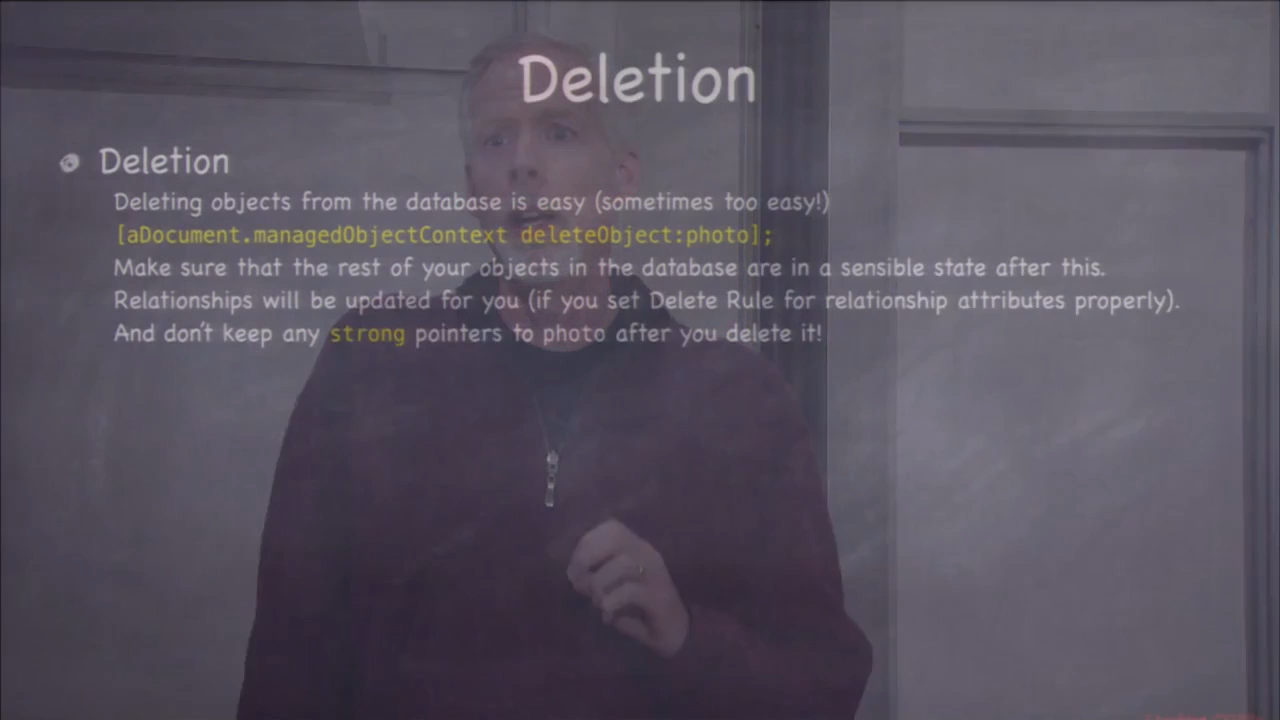 Deletion
Deletion
Deleting objects from the database is easy (sometimes too easy!)
[aDocument.managedObjectContext deleteObject:photo];
Make sure that the rest of your objects in the database are in a sensible state after this.
Relationships will be updated for you (if you set Delete Rule for relationship attributes properly).
And don't keep any strong pointers to photo after you delete it!